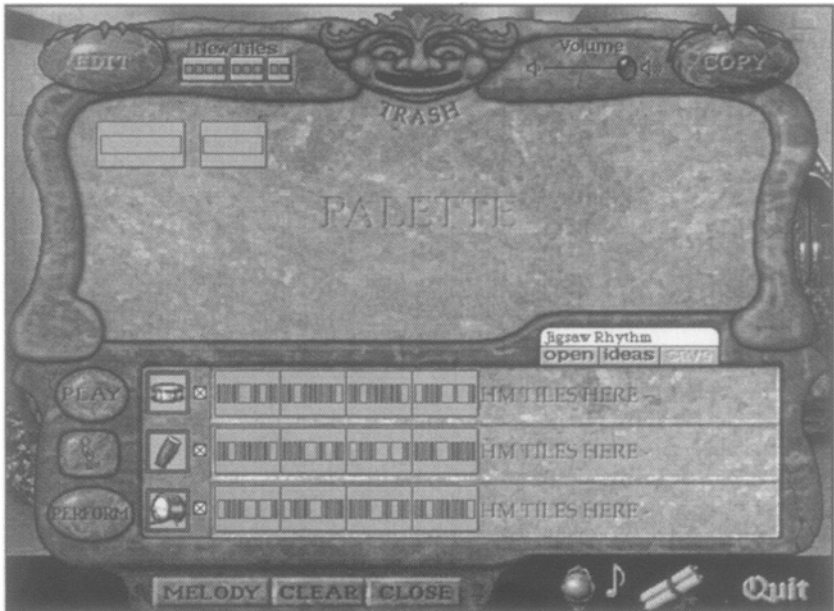 EDIT
New Tiles
Volume
COPY
TRASH
PALETTE
Jigsaw Rhythm
open ideas save
PLAY
HM TILES HERE -
HM TILES HERE -
PERFORM
HM TILES HERE -
MELODY CLEAR CLOSE
Quit